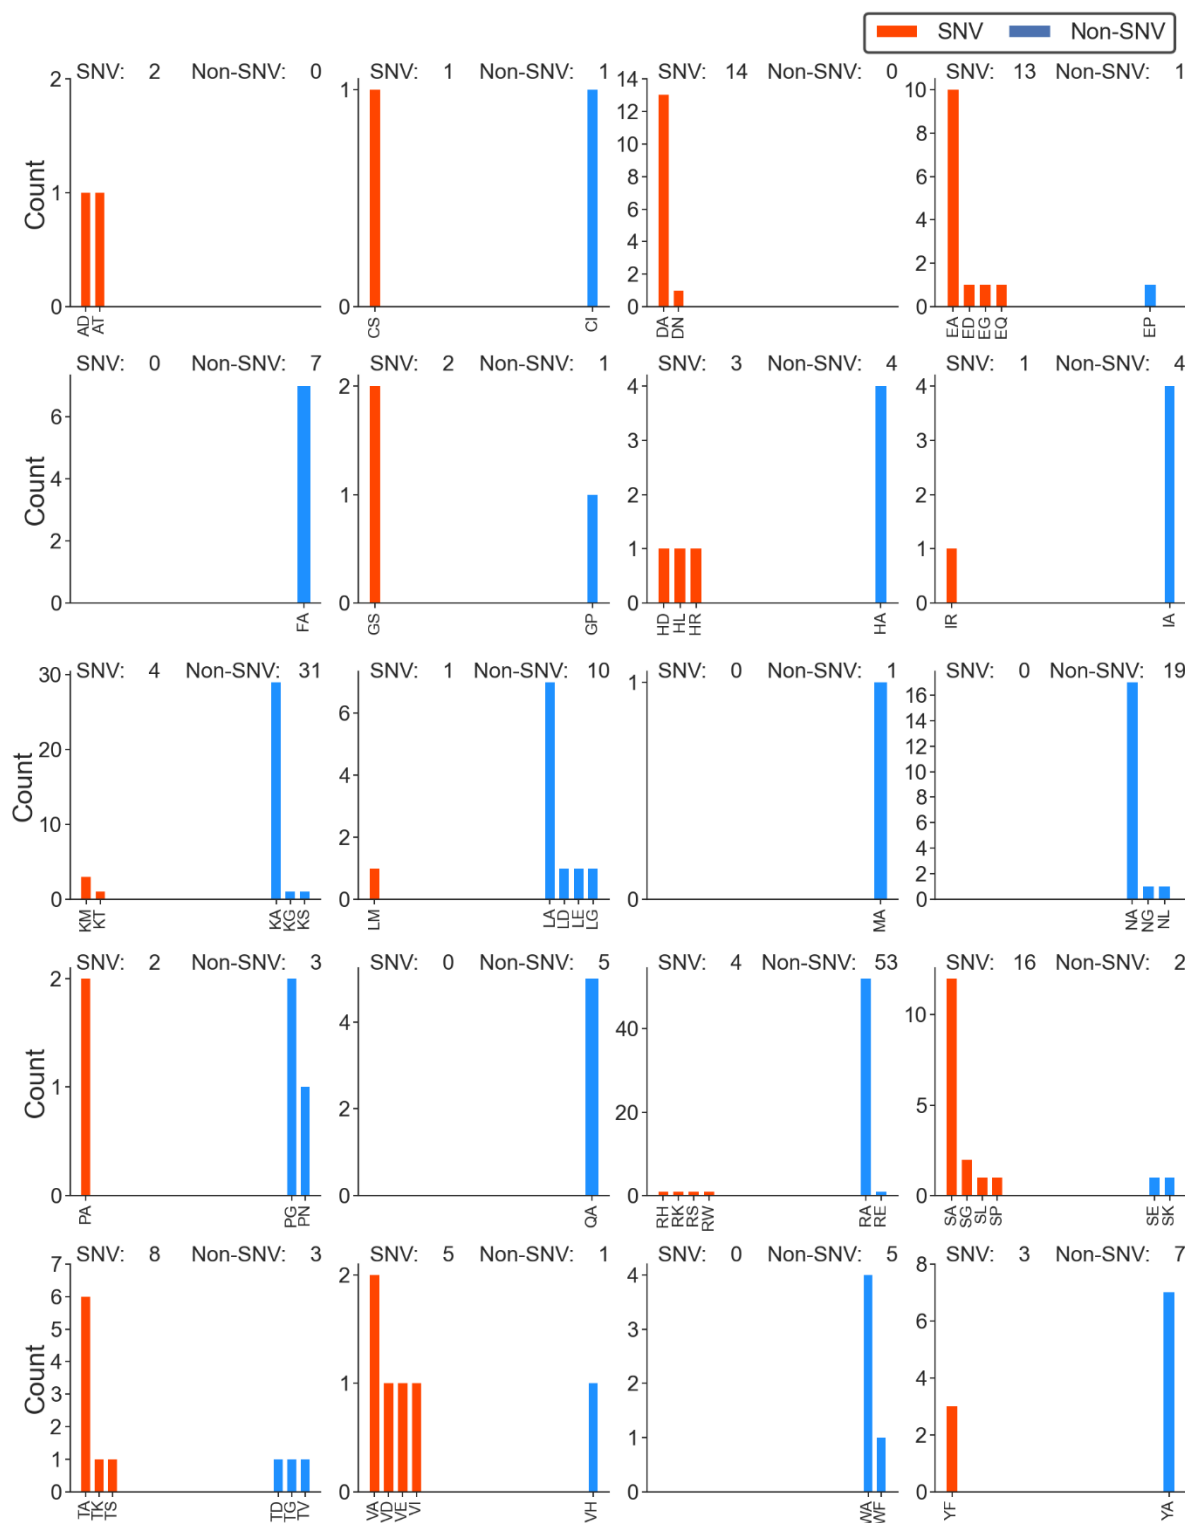 SNV Non-SNV
SNV: 2 Non-SNV: 0
SNV: 1 Non-SNV: 1
SNV: 14 Non-SNV: 0
SNV: 13 Non-SNV: 1
Count
2
1
0
AD AT
1
0
CS CI
14
12
10
8
6
4
2
0
DA DN
10
8
6
4
2
0
EA ED EG EQ EP
SNV: 0 Non-SNV: 7
SNV: 2 Non-SNV: 1
SNV: 3 Non-SNV: 4
SNV: 1 Non-SNV: 4
Count
6
4
2
0
FA
2
1
0
GS GP
4
3
2
1
0
HD HL HR HA
4
3
2
1
0
IR IA
SNV: 4 Non-SNV: 31
SNV: 1 Non-SNV: 10
SNV: 0 Non-SNV: 1
SNV: 0 Non-SNV: 19
Count
30
20
10
0
KM KT KA KG KS
6
4
2
0
LM LA LD LE LG
1
0
MA
16
14
12
10
8
6
4
2
0
NA NG NL
SNV: 2 Non-SNV: 3
SNV: 0 Non-SNV: 5
SNV: 4 Non-SNV: 53
SNV: 16 Non-SNV: 2
Count
2
1
0
PA PG PN
4
2
0
QA
40
20
0
RH RK RS RW RA RE
10
5
0
SA SG SL SP SE SK
SNV: 8 Non-SNV: 3
SNV: 5 Non-SNV: 1
SNV: 0 Non-SNV: 5
SNV: 3 Non-SNV: 7
Count
7
6
5
4
3
2
1
0
TA TK TS TD TG TV
2
1
0
VA VD VE VI VH
4
3
2
1
0
WA WF
8
6
4
2
0
YF YA